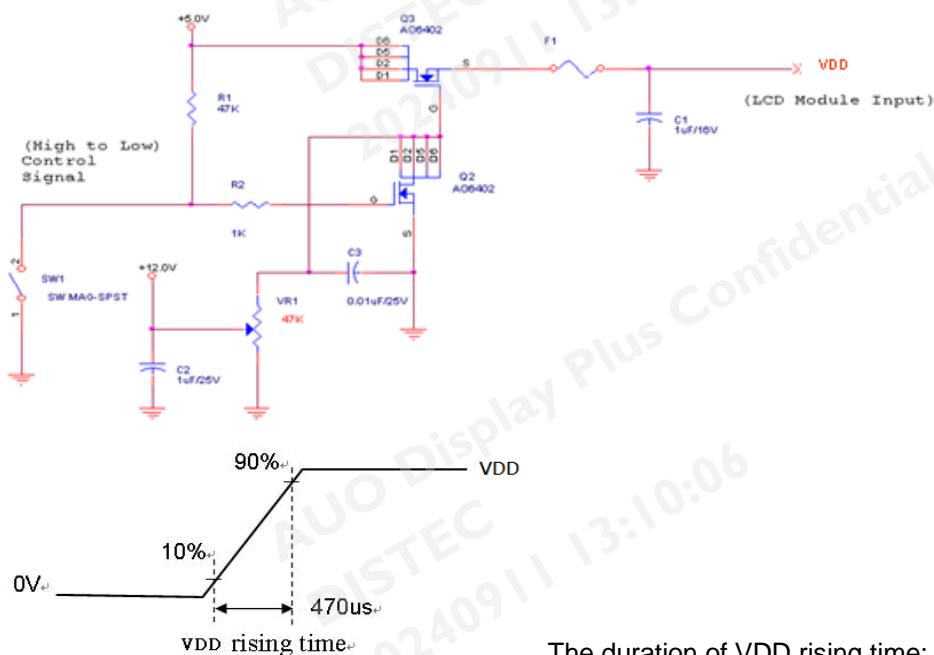 +5.0V
Q3
AO6402
D6
D5
D2
D1
S
G
F1
VDD
(LCD Module Input)
R1
47K
C1
1uF/16V
(High to Low)
Control
Signal
D1
D2
D5
D6
Q2
AO6402
R2
1K
G
S
C3
0.01uF/25V
2
SW1
SW MAG-SPST
1
+12.0V
VR1
47K
C2
1uF/25V
90%
VDD
10%
0V
470us
VDD rising time
The duration of VDD rising time:
AUO Display Plus Confidential
DISTEC
20240911 13:10:06